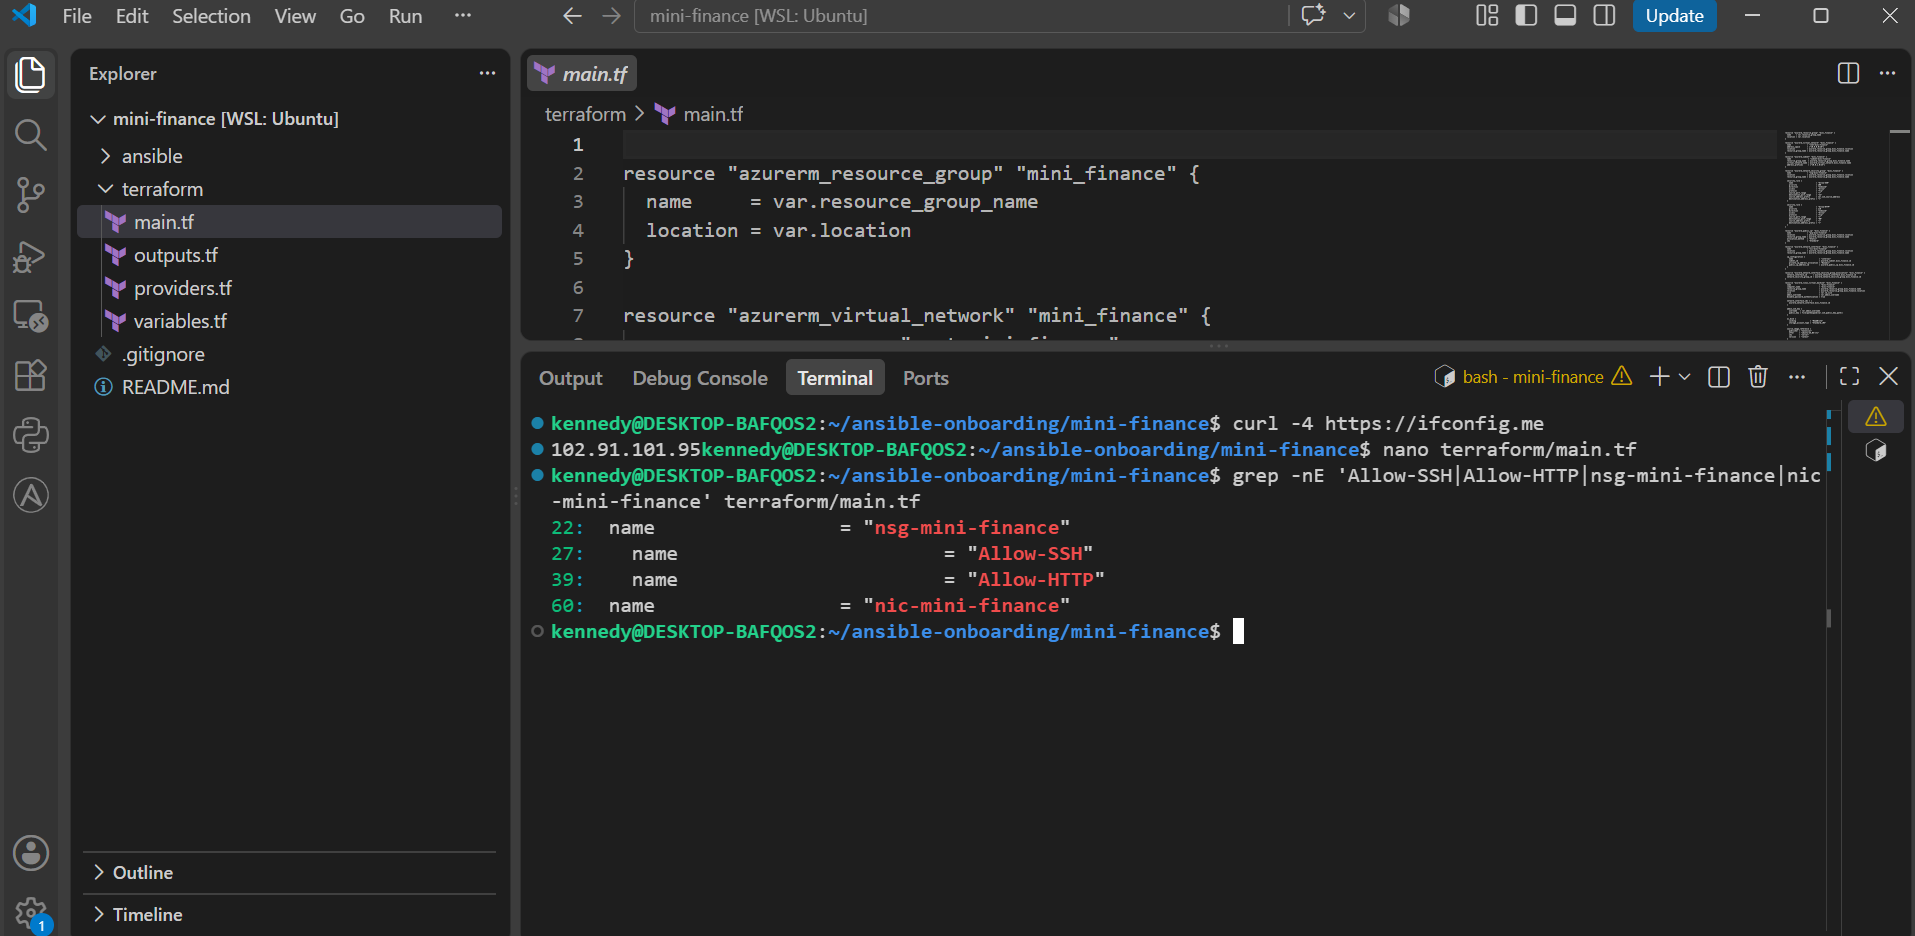 File Edit Selection View Go Run ···
mini-finance [WSL: Ubuntu]
Update
Explorer
main.tf
mini-finance [WSL: Ubuntu]
terraform > main.tf
ansible
terraform
main.tf
outputs.tf
providers.tf
variables.tf
.gitignore
README.md
1
2 resource "azurerm_resource_group" "mini_finance" {
3 name = var.resource_group_name
4 location = var.location
5 }
6
7 resource "azurerm_virtual_network" "mini_finance" {
Output Debug Console Terminal Ports
bash - mini-finance
kennedy@DESKTOP-BAFQOS2:~/ansible-onboarding/mini-finance$ curl -4 https://ifconfig.me
102.91.101.95kennedy@DESKTOP-BAFQOS2:~/ansible-onboarding/mini-finance$ nano terraform/main.tf
kennedy@DESKTOP-BAFQOS2:~/ansible-onboarding/mini-finance$ grep -nE 'Allow-SSH|Allow-HTTP|nsg-mini-finance|nic
-mini-finance' terraform/main.tf
22: name = "nsg-mini-finance"
27: name = "Allow-SSH"
39: name = "Allow-HTTP"
60: name = "nic-mini-finance"
kennedy@DESKTOP-BAFQOS2:~/ansible-onboarding/mini-finance$
Outline
Timeline
1